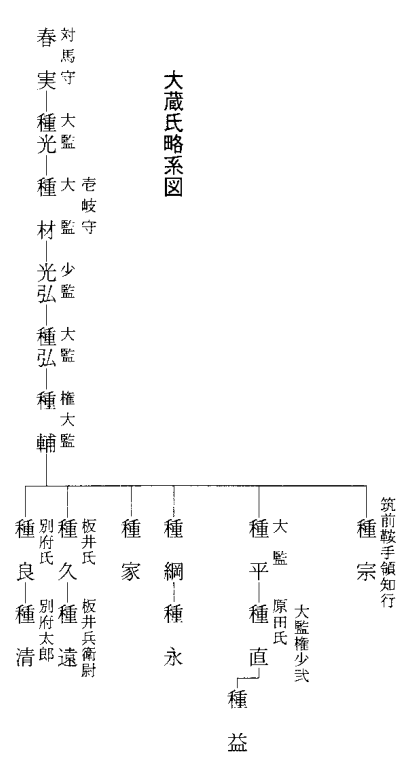 大蔵氏略系図
対馬守
春実
大監
種光
壱岐守
大監
種材
少監
光弘
大監
種弘
権大監
種輔
筑前鞍手領知行
種宗
大監
種平
大監権少弐
原田氏
種直
種益
種綱
種永
種家
板井氏
種久
板井兵衛尉
種遠
別府氏
種良
別府太郎
種清